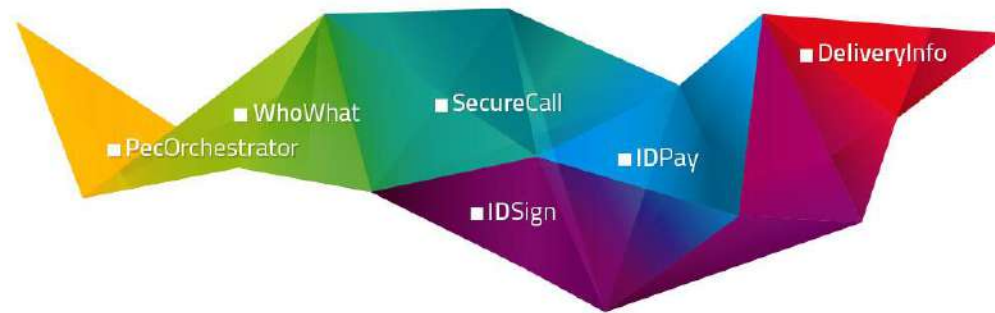 PecOrchestrator
WhoWhat
SecureCall
IDSign
IDPay
DeliveryInfo